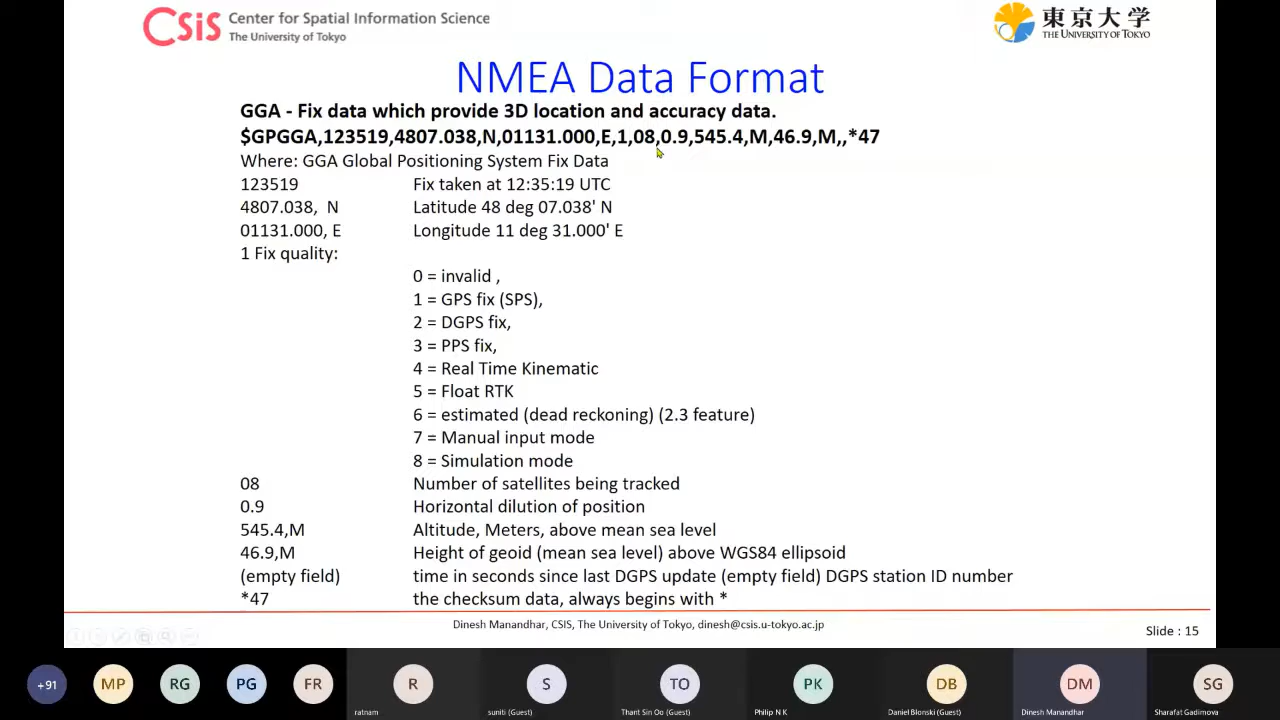 CSiS Center for Spatial Information Science
The University of Tokyo
東京大学
THE UNIVERSITY OF TOKYO
NMEA Data Format
GGA - Fix data which provide 3D location and accuracy data.
$GPGGA,123519,4807.038,N,01131.000,E,1,08,0.9,545.4,M,46.9,M,,*47
Where: GGA Global Positioning System Fix Data
123519 Fix taken at 12:35:19 UTC
4807.038, N Latitude 48 deg 07.038' N
01131.000, E Longitude 11 deg 31.000' E
1 Fix quality:
0 = invalid ,
1 = GPS fix (SPS),
2 = DGPS fix,
3 = PPS fix,
4 = Real Time Kinematic
5 = Float RTK
6 = estimated (dead reckoning) (2.3 feature)
7 = Manual input mode
8 = Simulation mode
08 Number of satellites being tracked
0.9 Horizontal dilution of position
545.4,M Altitude, Meters, above mean sea level
46.9,M Height of geoid (mean sea level) above WGS84 ellipsoid
(empty field) time in seconds since last DGPS update (empty field) DGPS station ID number
*47 the checksum data, always begins with *
Dinesh Manandhar, CSIS, The University of Tokyo, dinesh@csis.u-tokyo.ac.jp
Slide : 15
+91 MP RG PG FR R S TO PK DB DM SG
ratnam suniti (Guest) Thant Sin Oo (Guest) Philip N K Daniel Blonski (Guest) Dinesh Manandhar Sharafat Gadimova